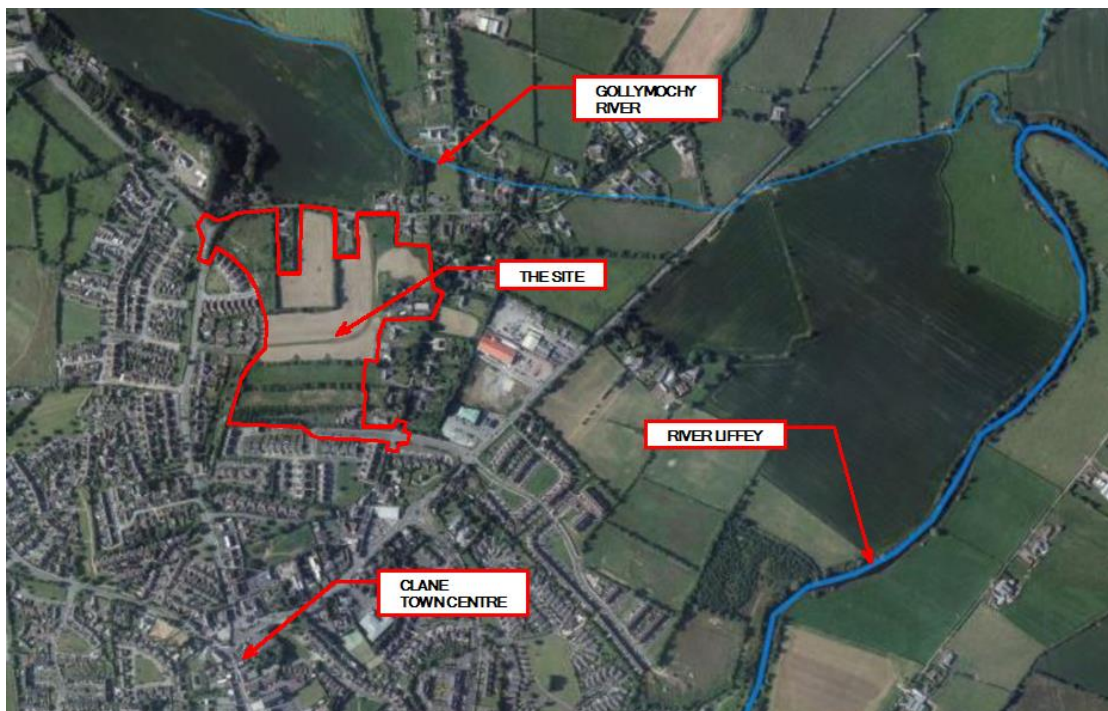 GOLLYMOCHY
RIVER
THE SITE
RIVER LIFFEY
CLANE
TOWN CENTRE